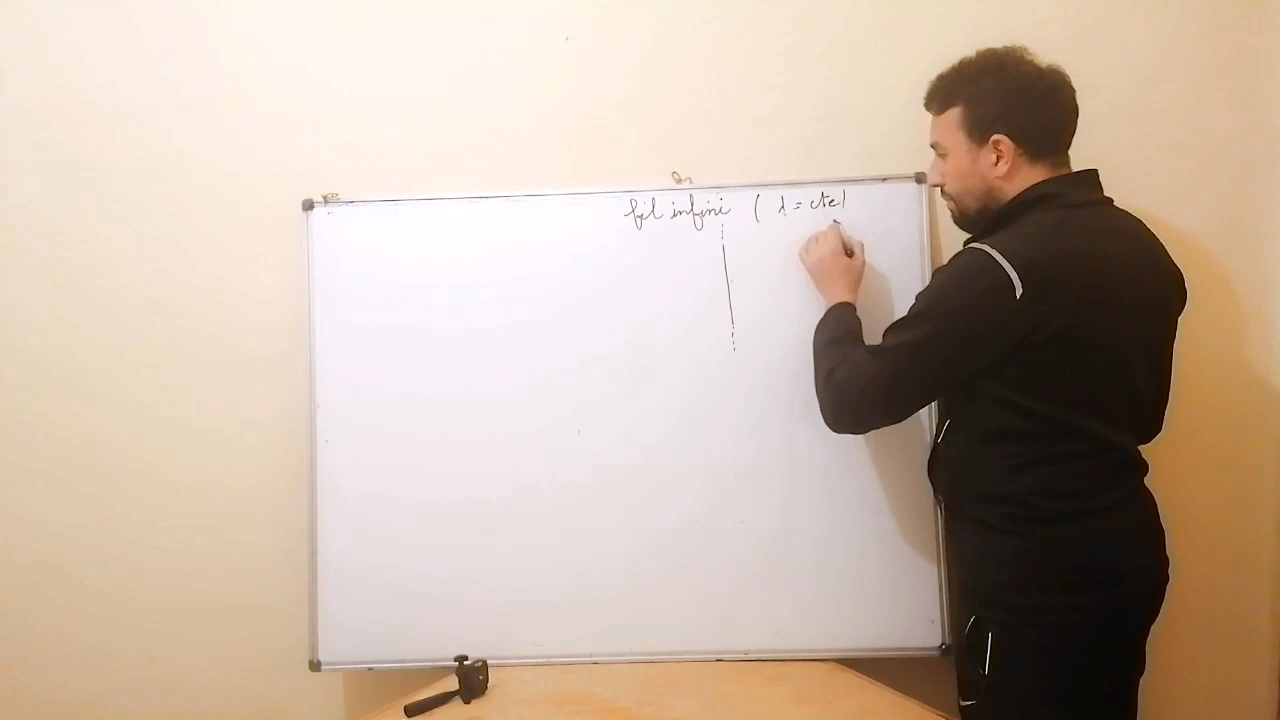 fil infini ( λ = cte)